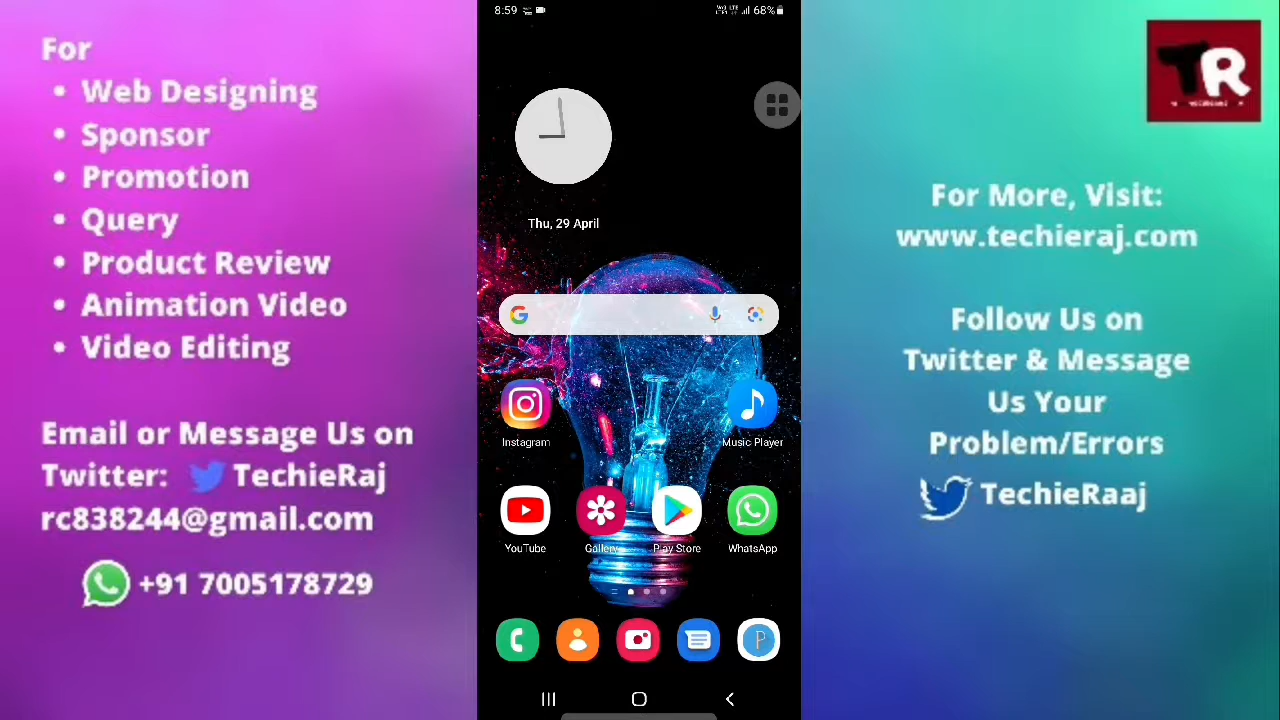 For
• Web Designing
• Sponsor
• Promotion
• Query
• Product Review
• Animation Video
• Video Editing
Email or Message Us on
Twitter: TechieRaj
rc838244@gmail.com
+91 7005178729
8:59
68%
Thu, 29 April
Instagram
Music Player
YouTube
Gallery
Play Store
WhatsApp
TR
For More, Visit:
www.techieraj.com
Follow Us on
Twitter & Message
Us Your
Problem/Errors
TechieRaaj